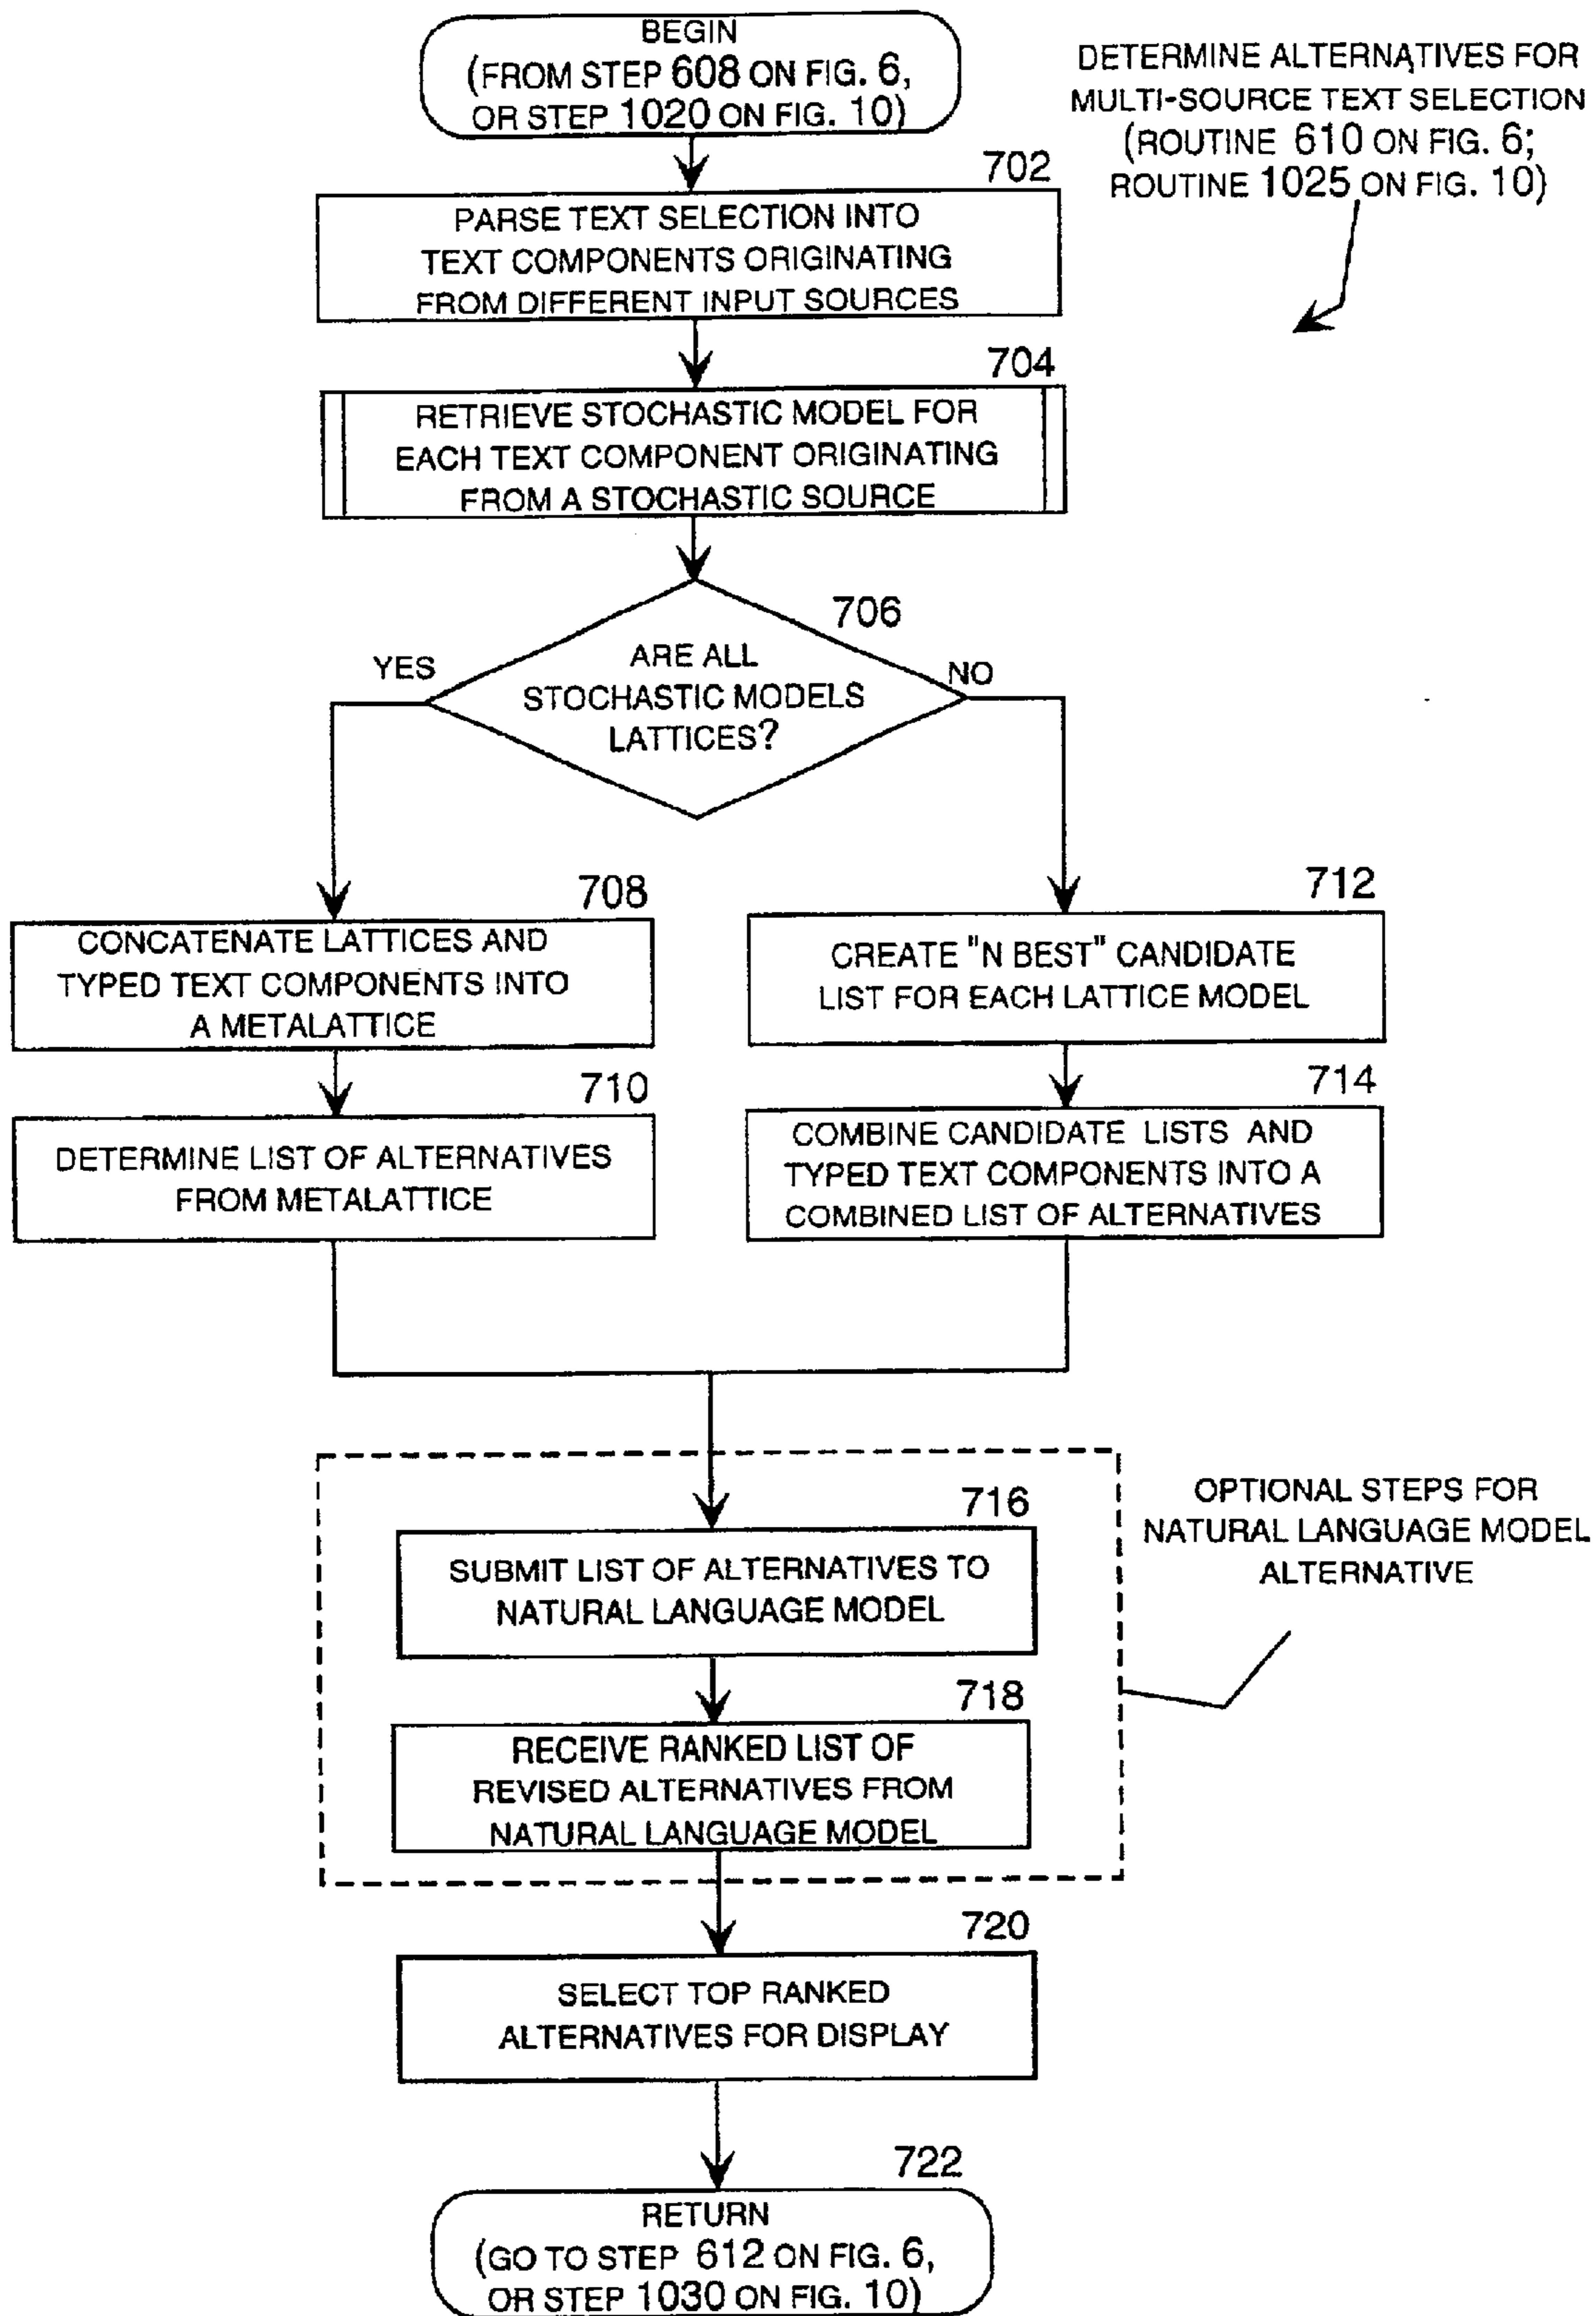 BEGIN
(FROM STEP 608 ON FIG. 6,
OR STEP 1020 ON FIG. 10)
DETERMINE ALTERNATIVES FOR
MULTI-SOURCE TEXT SELECTION
(ROUTINE 610 ON FIG. 6;
ROUTINE 1025 ON FIG. 10)
702
PARSE TEXT SELECTION INTO
TEXT COMPONENTS ORIGINATING
FROM DIFFERENT INPUT SOURCES
704
RETRIEVE STOCHASTIC MODEL FOR
EACH TEXT COMPONENT ORIGINATING
FROM A STOCHASTIC SOURCE
706
ARE ALL
STOCHASTIC MODELS
LATTICES?
YES
NO
708
CONCATENATE LATTICES AND
TYPED TEXT COMPONENTS INTO
A METALATTICE
710
DETERMINE LIST OF ALTERNATIVES
FROM METALATTICE
712
CREATE "N BEST" CANDIDATE
LIST FOR EACH LATTICE MODEL
714
COMBINE CANDIDATE LISTS AND
TYPED TEXT COMPONENTS INTO A
COMBINED LIST OF ALTERNATIVES
716
SUBMIT LIST OF ALTERNATIVES TO
NATURAL LANGUAGE MODEL
OPTIONAL STEPS FOR
NATURAL LANGUAGE MODEL
ALTERNATIVE
718
RECEIVE RANKED LIST OF
REVISED ALTERNATIVES FROM
NATURAL LANGUAGE MODEL
720
SELECT TOP RANKED
ALTERNATIVES FOR DISPLAY
722
RETURN
(GO TO STEP 612 ON FIG. 6,
OR STEP 1030 ON FIG. 10)